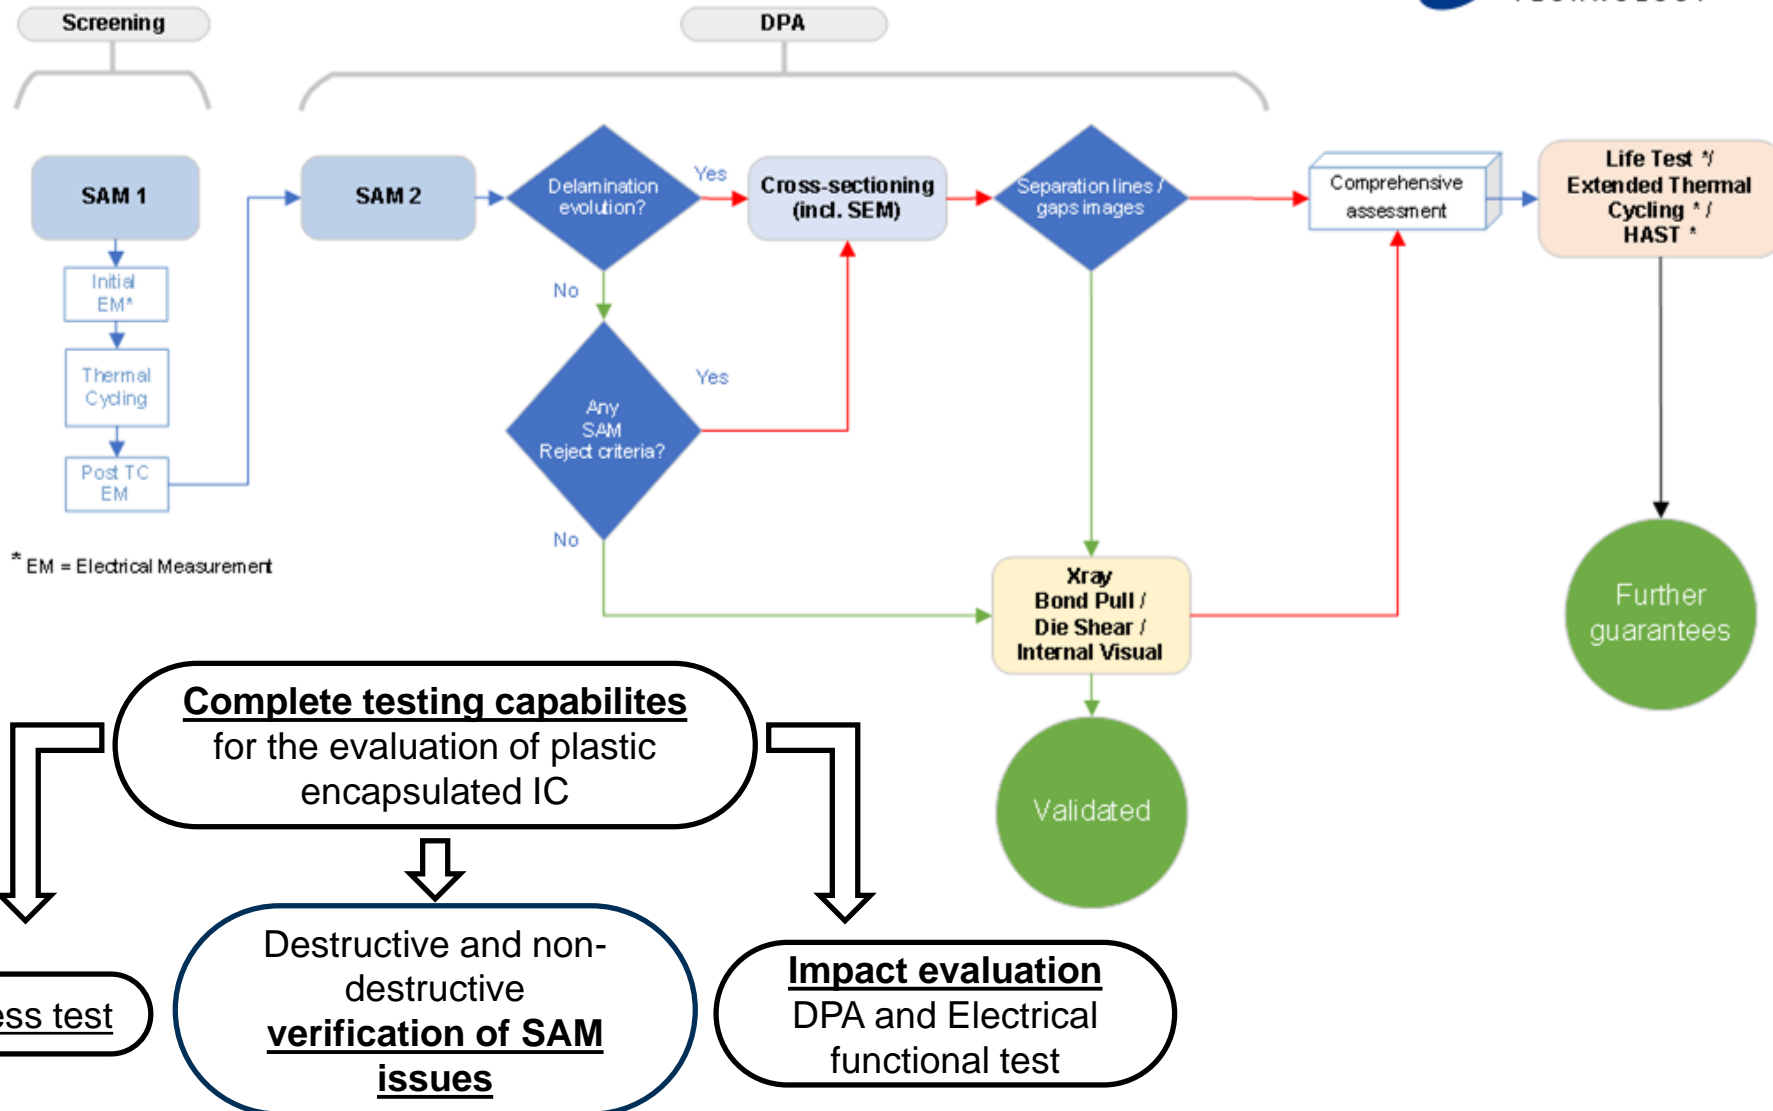 Screening
DPA
SAM 1
SAM 2
Delamination
evolution?
Yes
Cross-sectioning
(incl. SEM)
Separation lines /
gaps images
Comprehensive
assessment
Life Test */
Extended Thermal
Cycling * /
HAST *
Initial
EM*
No
Thermal
Cycling
Any
SAM
Reject criteria?
Yes
Post TC
EM
No
* EM = Electrical Measurement
Xray
Bond Pull /
Die Shear /
Internal Visual
Further
guarantees
Validated
Complete testing capabilites
for the evaluation of plastic
encapsulated IC
ess test
Destructive and non-
destructive
verification of SAM
issues
Impact evaluation
DPA and Electrical
functional test